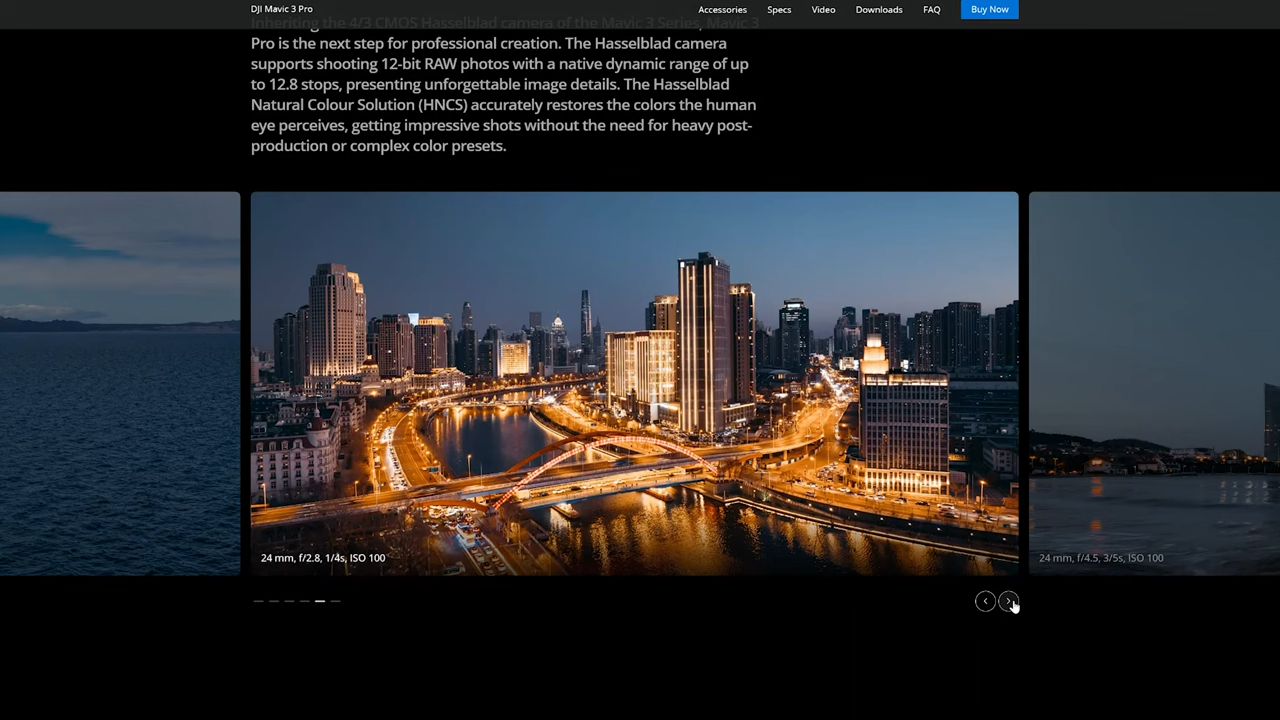 DJI Mavic 3 Pro
Accessories
Specs
Video
Downloads
FAQ
Buy Now
Inheriting the 4/3 CMOS Hasselblad camera of the Mavic 3 Series, Mavic 3
Pro is the next step for professional creation. The Hasselblad camera
supports shooting 12-bit RAW photos with a native dynamic range of up
to 12.8 stops, presenting unforgettable image details. The Hasselblad
Natural Colour Solution (HNCS) accurately restores the colors the human
eye perceives, getting impressive shots without the need for heavy post-
production or complex color presets.
24 mm, f/2.8, 1/4s, ISO 100
24 mm, f/4.5, 3/5s, ISO 100